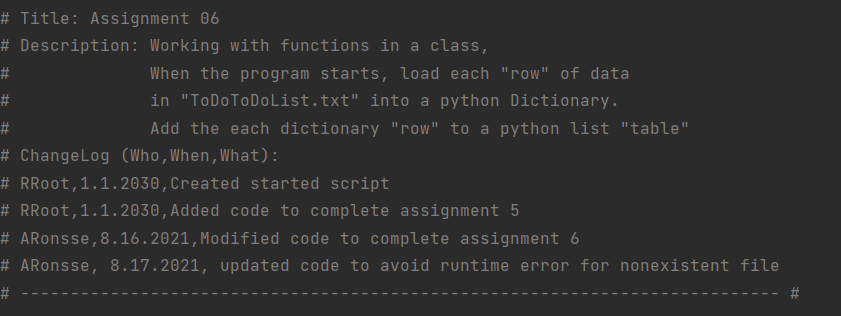 # Title: Assignment 06
# Description: Working with functions in a class,
#              When the program starts, load each "row" of data
#              in "ToDoToDoList.txt" into a python Dictionary.
#              Add the each dictionary "row" to a python list "table"
# ChangeLog (Who,When,What):
# RRoot,1.1.2030,Created started script
# RRoot,1.1.2030,Added code to complete assignment 5
# ARonsse,8.16.2021,Modified code to complete assignment 6
# ARonsse, 8.17.2021, updated code to avoid runtime error for nonexistent file
# ---------------------------------------------------------------------------- #